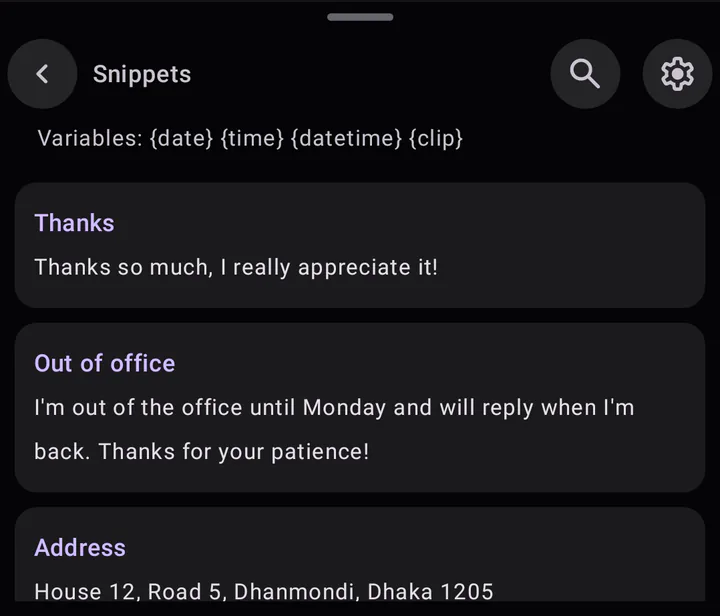 Snippets
Variables: {date} {time} {datetime} {clip}
Thanks
Thanks so much, I really appreciate it!
Out of office
I'm out of the office until Monday and will reply when I'm
back. Thanks for your patience!
Address
House 12, Road 5, Dhanmondi, Dhaka 1205